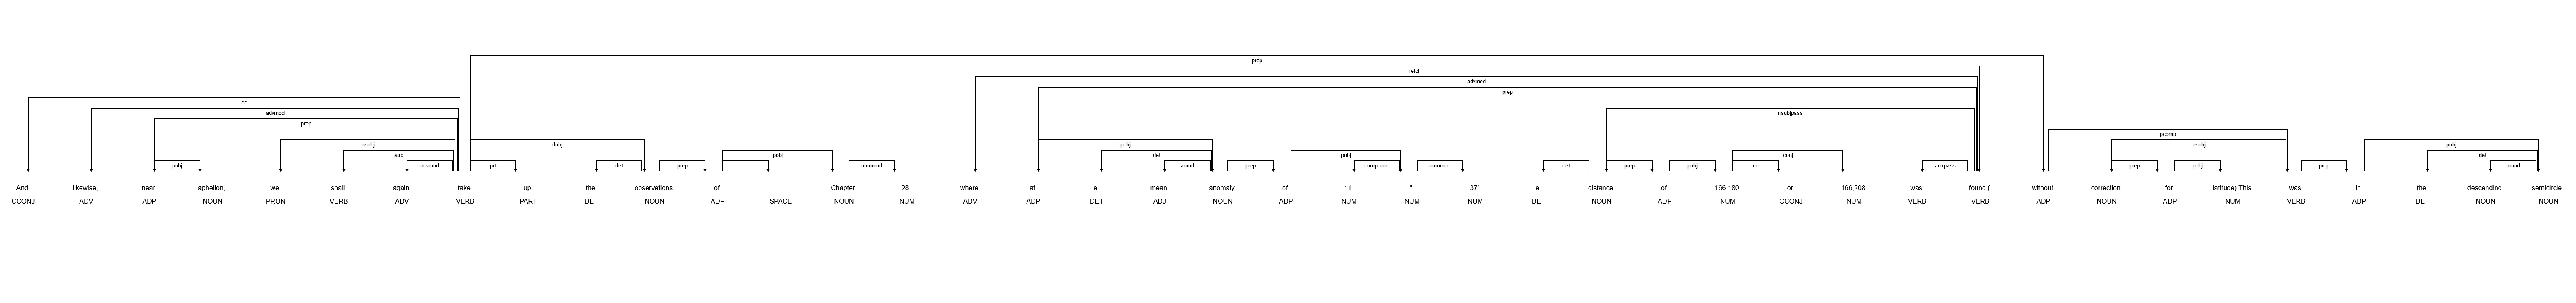 prep
relcl
advmod
prep
cc
advmod
nsubjpass
prep
pcomp
nsubj dobj pobj nsubj pobj
aux pobj det pobj conj det
pobj advmod prt det prep nummod amod prep compound nummod det prep pobj cc auxpass prep pobj prep amod
And likewise, near aphelion, we shall again take up the observations of Chapter 28, where at a mean anomaly of 11 ° 37' a distance of 166,180 or 166,208 was found ( without correction for latitude).This was in the descending semicircle.
CCONJ ADV ADP NOUN PRON VERB ADV VERB PART DET NOUN ADP SPACE NOUN NUM ADV ADP DET ADJ NOUN ADP NUM NUM NUM DET NOUN ADP NUM CCONJ NUM VERB VERB ADP NOUN ADP NUM VERB ADP DET NOUN NOUN